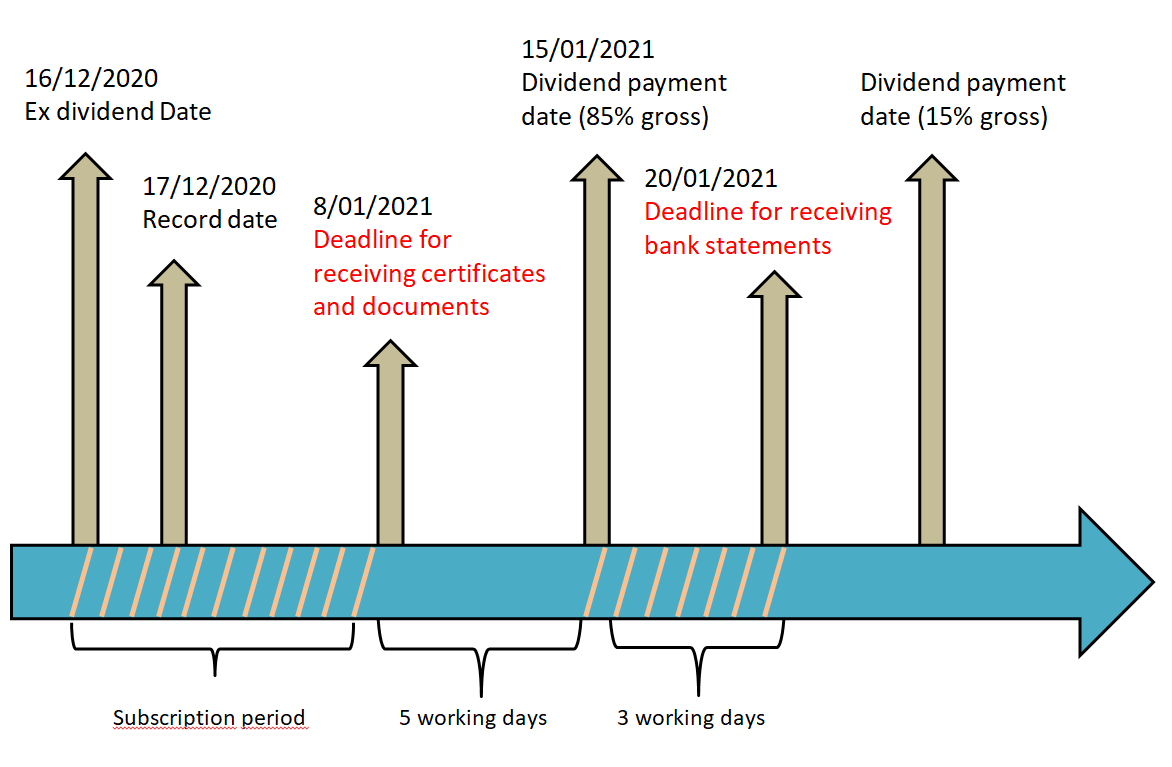 16/12/2020
Ex dividend Date
17/12/2020
Record date
8/01/2021
Deadline for
receiving certificates
and documents
15/01/2021
Dividend payment
date (85% gross)
20/01/2021
Deadline for receiving
bank statements
Dividend payment
date (15% gross)
Subscription period
5 working days
3 working days